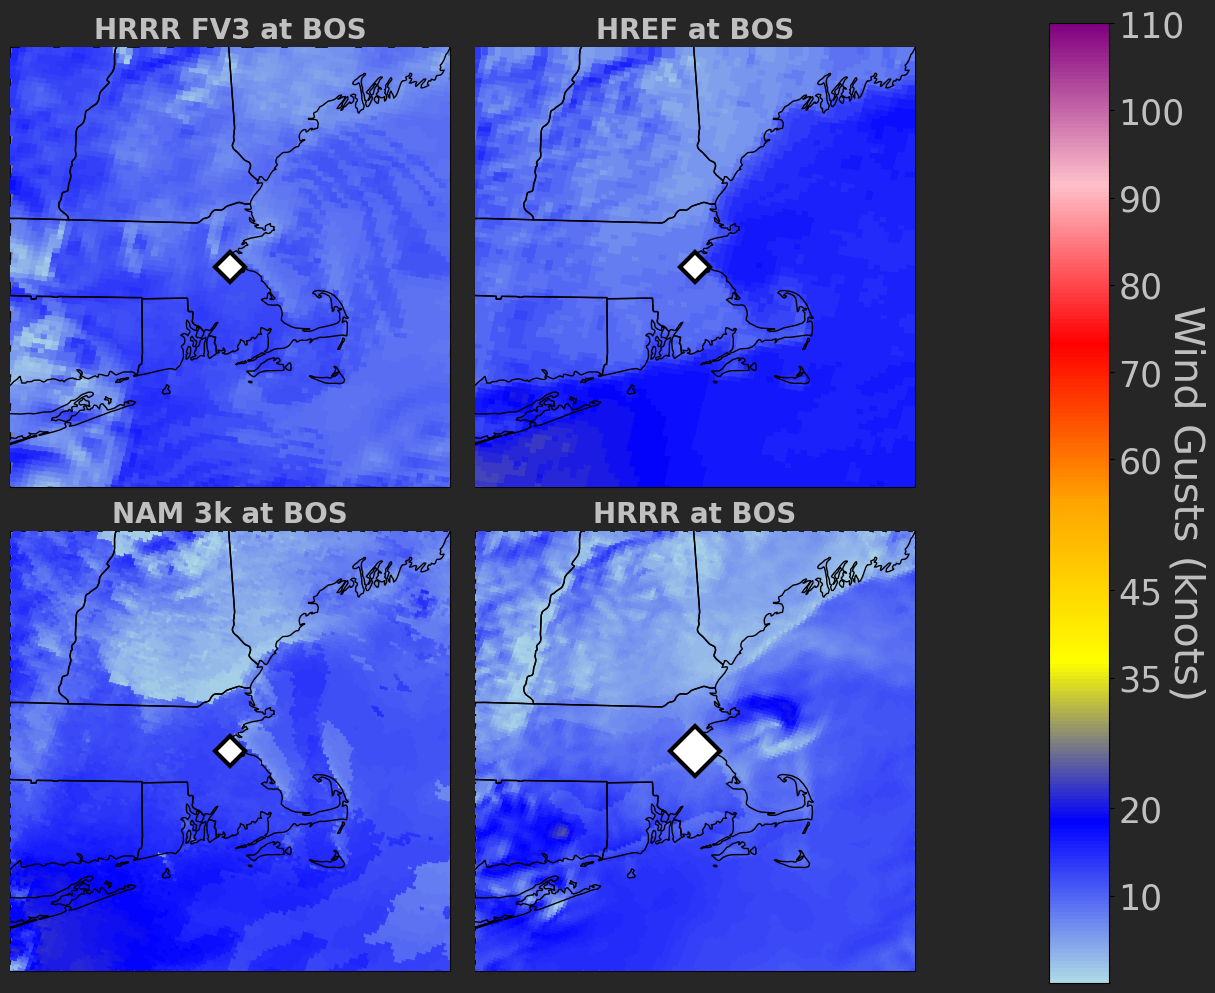 HRRR FV3 at BOS
HREF at BOS
NAM 3k at BOS
HRRR at BOS
110
100
90
80
70
60
45
35
20
10
Wind Gusts (knots)